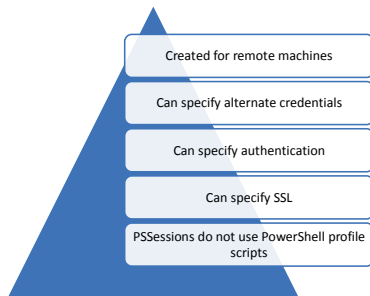 Created for remote machines
Can specify alternate credentials
Can specify authentication
Can specify SSL
PSSessions do not use PowerShell profile
scripts